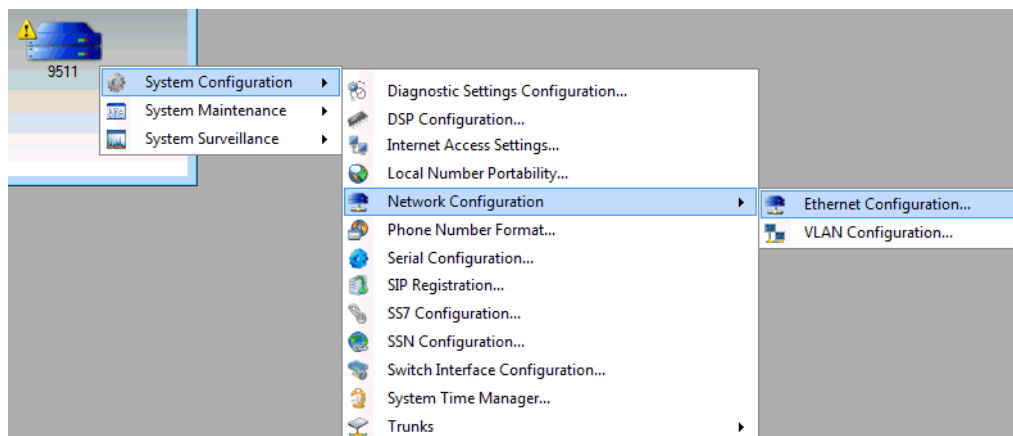 9511
System Configuration
System Maintenance
System Surveillance
Diagnostic Settings Configuration...
DSP Configuration...
Internet Access Settings...
Local Number Portability...
Network Configuration
Phone Number Format...
Serial Configuration...
SIP Registration...
SS7 Configuration...
SSN Configuration...
Switch Interface Configuration...
System Time Manager...
Trunks
Ethernet Configuration...
VLAN Configuration...